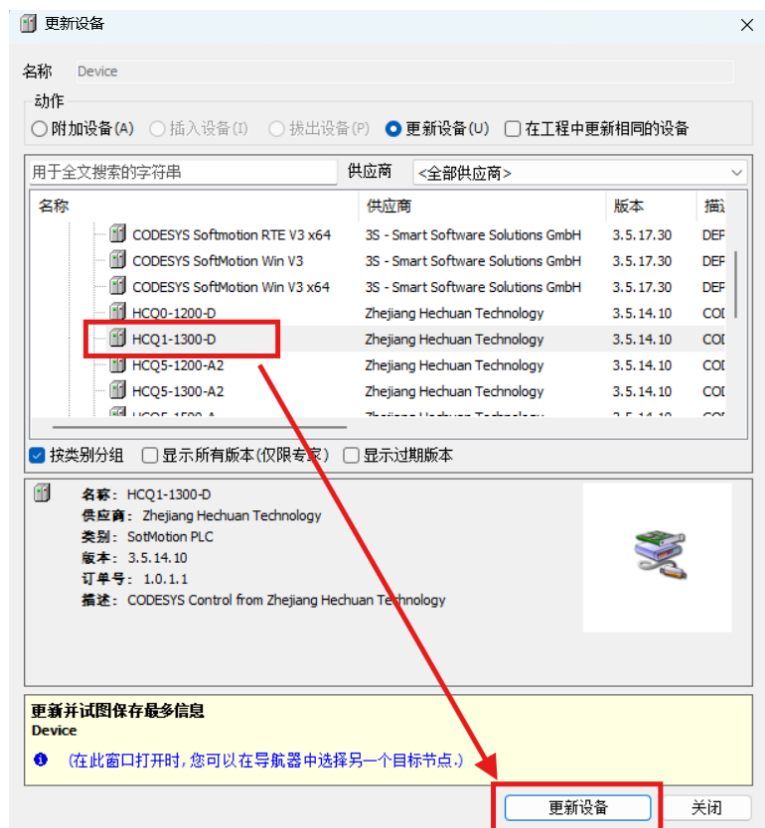 更新设备
名称 Device
动作
附加设备(A) 插入设备(I) 拔出设备(P) 更新设备(U) 在工程中更新相同的设备
用于全文搜索的字符串 供应商 <全部供应商>
名称 供应商 版本
CODESYS Softmotion RTE V3 x64 3S - Smart Software Solutions GmbH 3.5.17.30 DEF
CODESYS SoftMotion Win V3 3S - Smart Software Solutions GmbH 3.5.17.30 DEF
CODESYS SoftMotion Win V3 x64 3S - Smart Software Solutions GmbH 3.5.17.30 DEF
HCQ0-1200-D Zhejiang Hechuan Technology 3.5.14.10
HCQ1-1300-D Zhejiang Hechuan Technology 3.5.14.10
HCQ5-1200-A2 Zhejiang Hechuan Technology 3.5.14.10
HCQ5-1300-A2 Zhejiang Hechuan Technology 3.5.14.10
按类别分组 显示所有版本(仅限专家) 显示过期版本
名称: HCQ1-1300-D
供应商: Zhejiang Hechuan Technology
类别: SotMotion PLC
版本: 3.5.14.10
订单号: 1.0.1.1
描述: CODESYS Control from Zhejiang Hechuan Technology
更新并试图保存最多信息
Device
(在此窗口打开时,您可以在导航器中选择另一个目标节点.)
更新设备 关闭